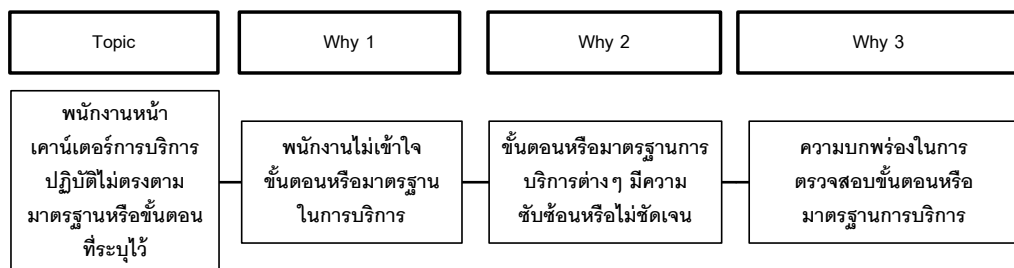 Topic
Why 1
Why 2
Why 3
พนักงานหน้า
เคาน์เตอร์การบริการ
ปฏิบัติไม่ตรงตาม
มาตรฐานหรือขั้นตอน
ที่ระบุไว้
พนักงานไม่เข้าใจ
ขั้นตอนหรือมาตรฐาน
ในการบริการ
ขั้นตอนหรือมาตรฐานการ
บริการต่างๆ มีความ
ซับซ้อนหรือไม่ชัดเจน
ความบกพร่องในการ
ตรวจสอบขั้นตอนหรือ
มาตรฐานการบริการ